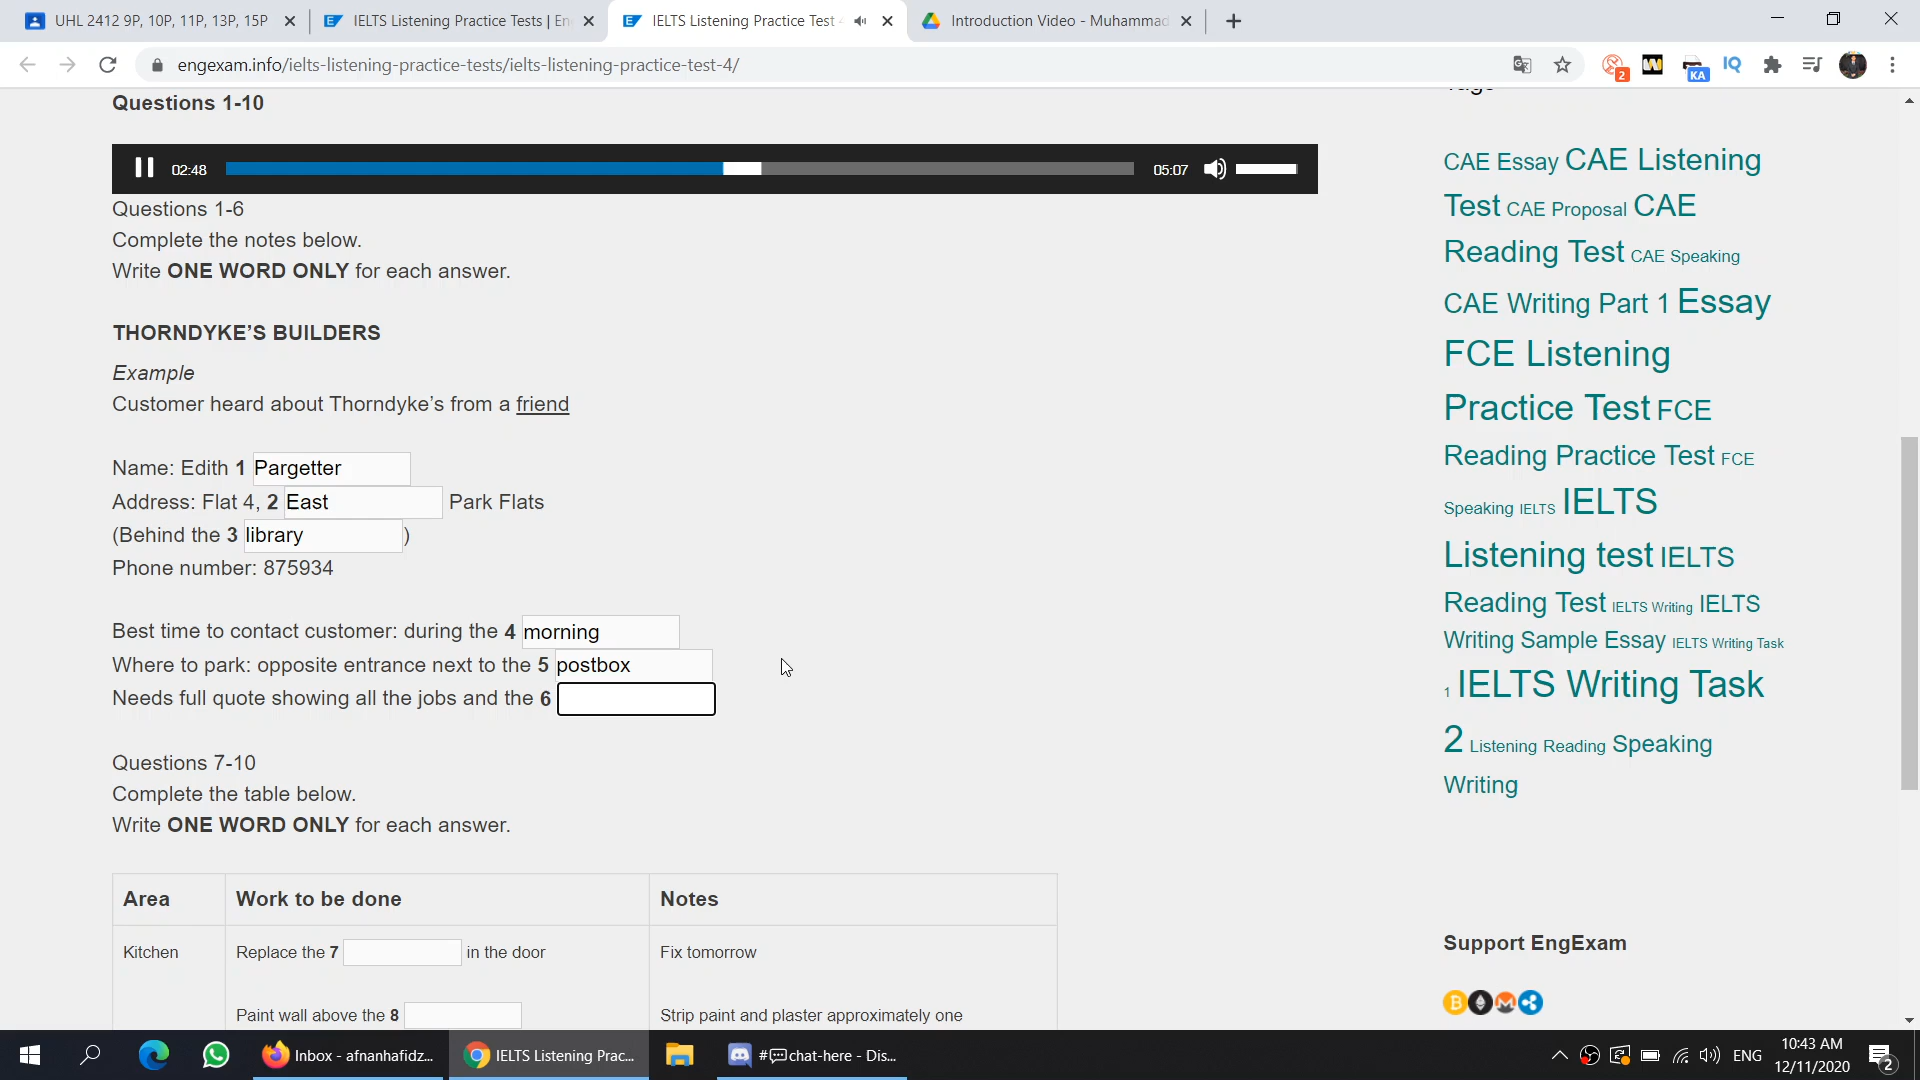 UHL 2412 9P, 10P, 11P, 13P, 15P
IELTS Listening Practice Tests | En
IELTS Listening Practice Test
Introduction Video - Muhammad
engexam.info/ielts-listening-practice-tests/ielts-listening-practice-test-4/
2
KA
IQ
Questions 1-10
02:48
05:07
Questions 1-6
Complete the notes below.
Write ONE WORD ONLY for each answer.
THORNDYKE'S BUILDERS
Example
Customer heard about Thorndyke's from a friend
Name: Edith 1 Pargetter
Address: Flat 4, 2 East Park Flats
(Behind the 3 library )
Phone number: 875934
Best time to contact customer: during the 4 morning
Where to park: opposite entrance next to the 5 postbox
Needs full quote showing all the jobs and the 6
Questions 7-10
Complete the table below.
Write ONE WORD ONLY for each answer.
Area Work to be done Notes
Kitchen Replace the 7 in the door Fix tomorrow
Paint wall above the 8 Strip paint and plaster approximately one
Tags
CAE Essay CAE Listening
Test CAE Proposal CAE
Reading Test CAE Speaking
CAE Writing Part 1 Essay
FCE Listening
Practice Test FCE
Reading Practice Test FCE
Speaking IELTS IELTS
Listening test IELTS
Reading Test IELTS Writing IELTS
Writing Sample Essay IELTS Writing Task
1 IELTS Writing Task
2 Listening Reading Speaking
Writing
Support EngExam
Inbox - afnanhafidz...
IELTS Listening Prac...
#💬chat-here - Dis...
ENG
10:43 AM
12/11/2020
2